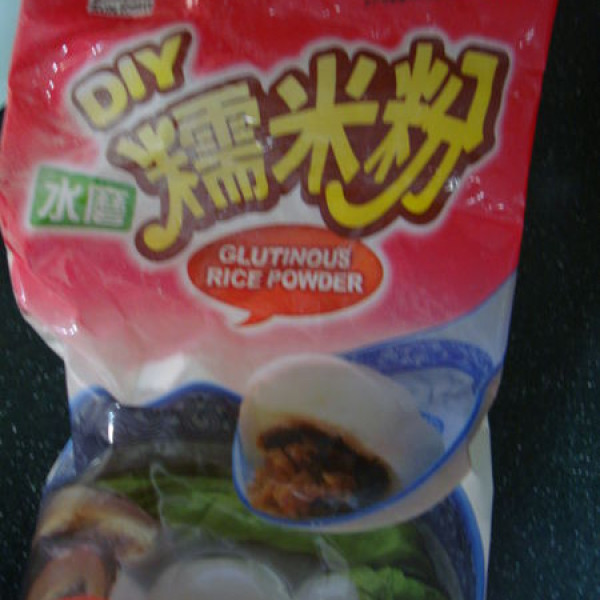 DIY
糯米粉
水磨
GLUTINOUS
RICE POWDER